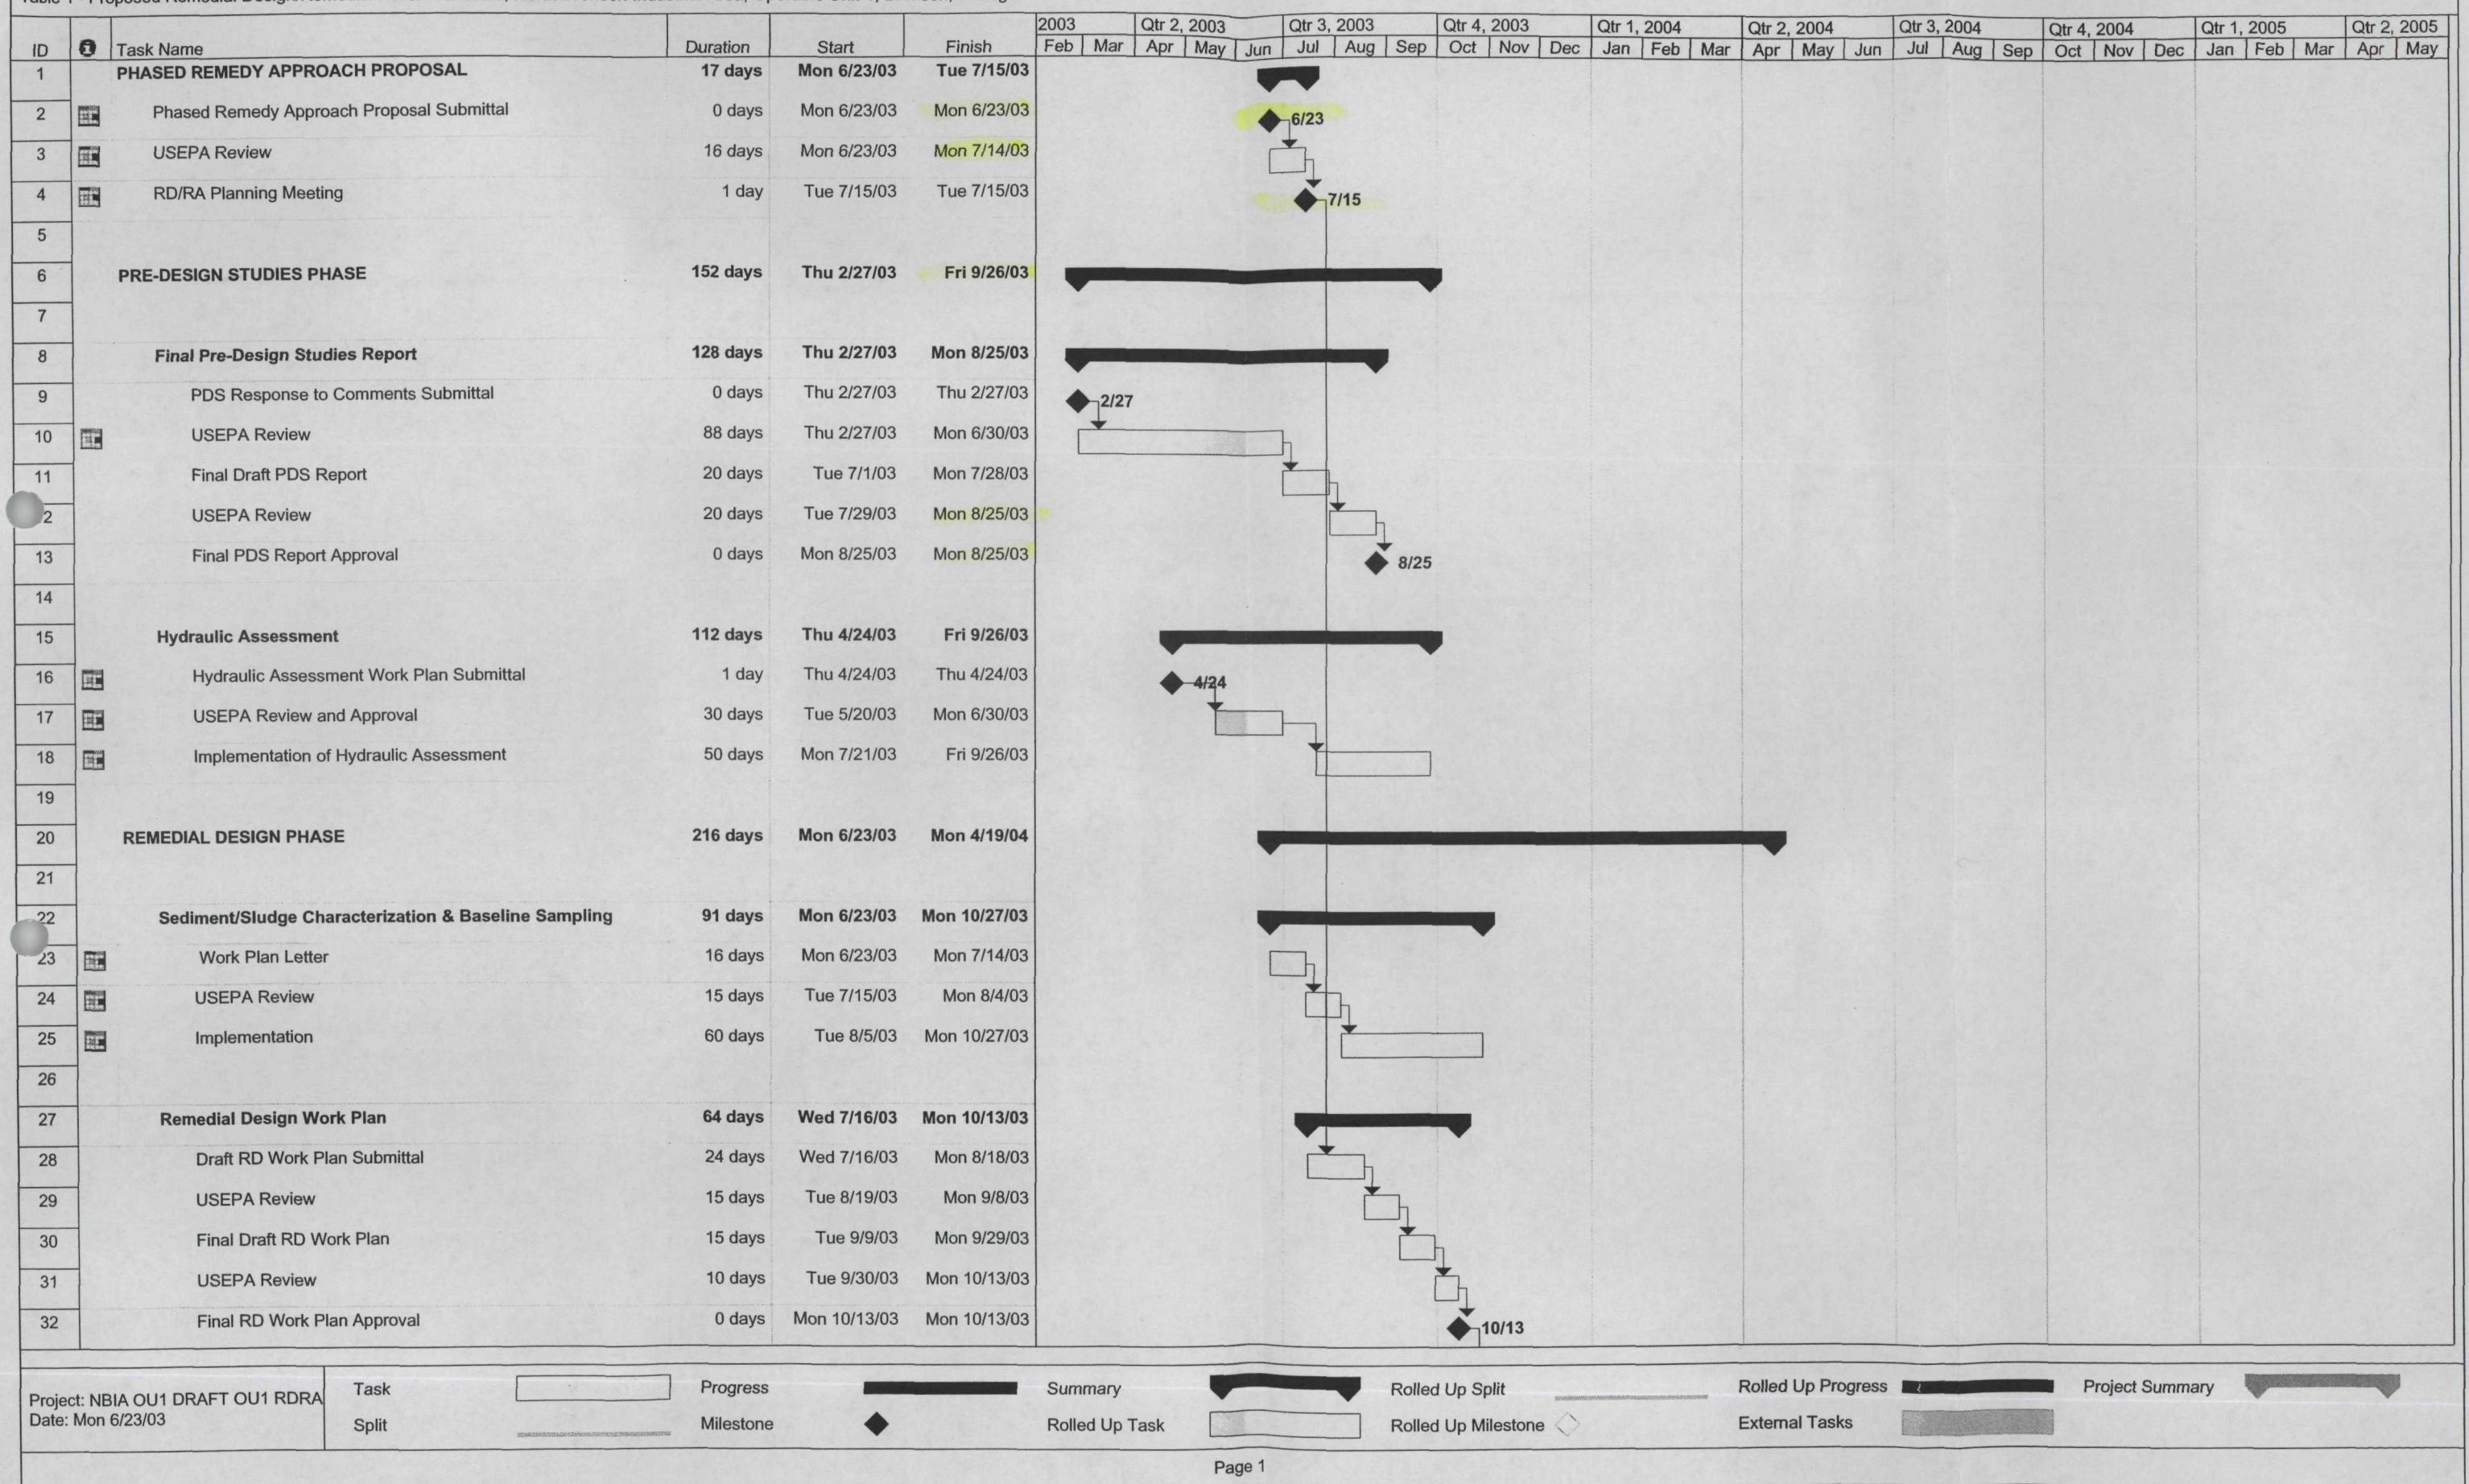 2003 Qtr 2, 2003 Qtr 3, 2003 Qtr 4, 2003 Qtr 1, 2004 Qtr 2, 2004 Qtr 3, 2004 Qtr 4, 2004 Qtr 1, 2005 Qtr 2, 2005
ID Task Name Duration Start Finish Feb Mar Apr May Jun Jul Aug Sep Oct Nov Dec Jan Feb Mar Apr May Jun Jul Aug Sep Oct Nov Dec Jan Feb Mar Apr May
1 PHASED REMEDY APPROACH PROPOSAL 17 days Mon 6/23/03 Tue 7/15/03
2 Phased Remedy Approach Proposal Submittal 0 days Mon 6/23/03 Mon 6/23/03 6/23
3 USEPA Review 16 days Mon 6/23/03 Mon 7/14/03
4 RD/RA Planning Meeting 1 day Tue 7/15/03 Tue 7/15/03 7/15
5
6 PRE-DESIGN STUDIES PHASE 152 days Thu 2/27/03 Fri 9/26/03
7
8 Final Pre-Design Studies Report 128 days Thu 2/27/03 Mon 8/25/03
9 PDS Response to Comments Submittal 0 days Thu 2/27/03 Thu 2/27/03 2/27
10 USEPA Review 88 days Thu 2/27/03 Mon 6/30/03
11 Final Draft PDS Report 20 days Tue 7/1/03 Mon 7/28/03
2 USEPA Review 20 days Tue 7/29/03 Mon 8/25/03
13 Final PDS Report Approval 0 days Mon 8/25/03 Mon 8/25/03 8/25
14
15 Hydraulic Assessment 112 days Thu 4/24/03 Fri 9/26/03
16 Hydraulic Assessment Work Plan Submittal 1 day Thu 4/24/03 Thu 4/24/03 4/24
17 USEPA Review and Approval 30 days Tue 5/20/03 Mon 6/30/03
18 Implementation of Hydraulic Assessment 50 days Mon 7/21/03 Fri 9/26/03
19
20 REMEDIAL DESIGN PHASE 216 days Mon 6/23/03 Mon 4/19/04
21
22 Sediment/Sludge Characterization & Baseline Sampling 91 days Mon 6/23/03 Mon 10/27/03
23 Work Plan Letter 16 days Mon 6/23/03 Mon 7/14/03
24 USEPA Review 15 days Tue 7/15/03 Mon 8/4/03
25 Implementation 60 days Tue 8/5/03 Mon 10/27/03
26
27 Remedial Design Work Plan 64 days Wed 7/16/03 Mon 10/13/03
28 Draft RD Work Plan Submittal 24 days Wed 7/16/03 Mon 8/18/03
29 USEPA Review 15 days Tue 8/19/03 Mon 9/8/03
30 Final Draft RD Work Plan 15 days Tue 9/9/03 Mon 9/29/03
31 USEPA Review 10 days Tue 9/30/03 Mon 10/13/03
32 Final RD Work Plan Approval 0 days Mon 10/13/03 Mon 10/13/03 10/13
Project: NBIA OU1 DRAFT OU1 RDRA Task Progress Summary Rolled Up Split Rolled Up Progress Project Summary
Date: Mon 6/23/03 Split Milestone Rolled Up Task Rolled Up Milestone External Tasks
Page 1